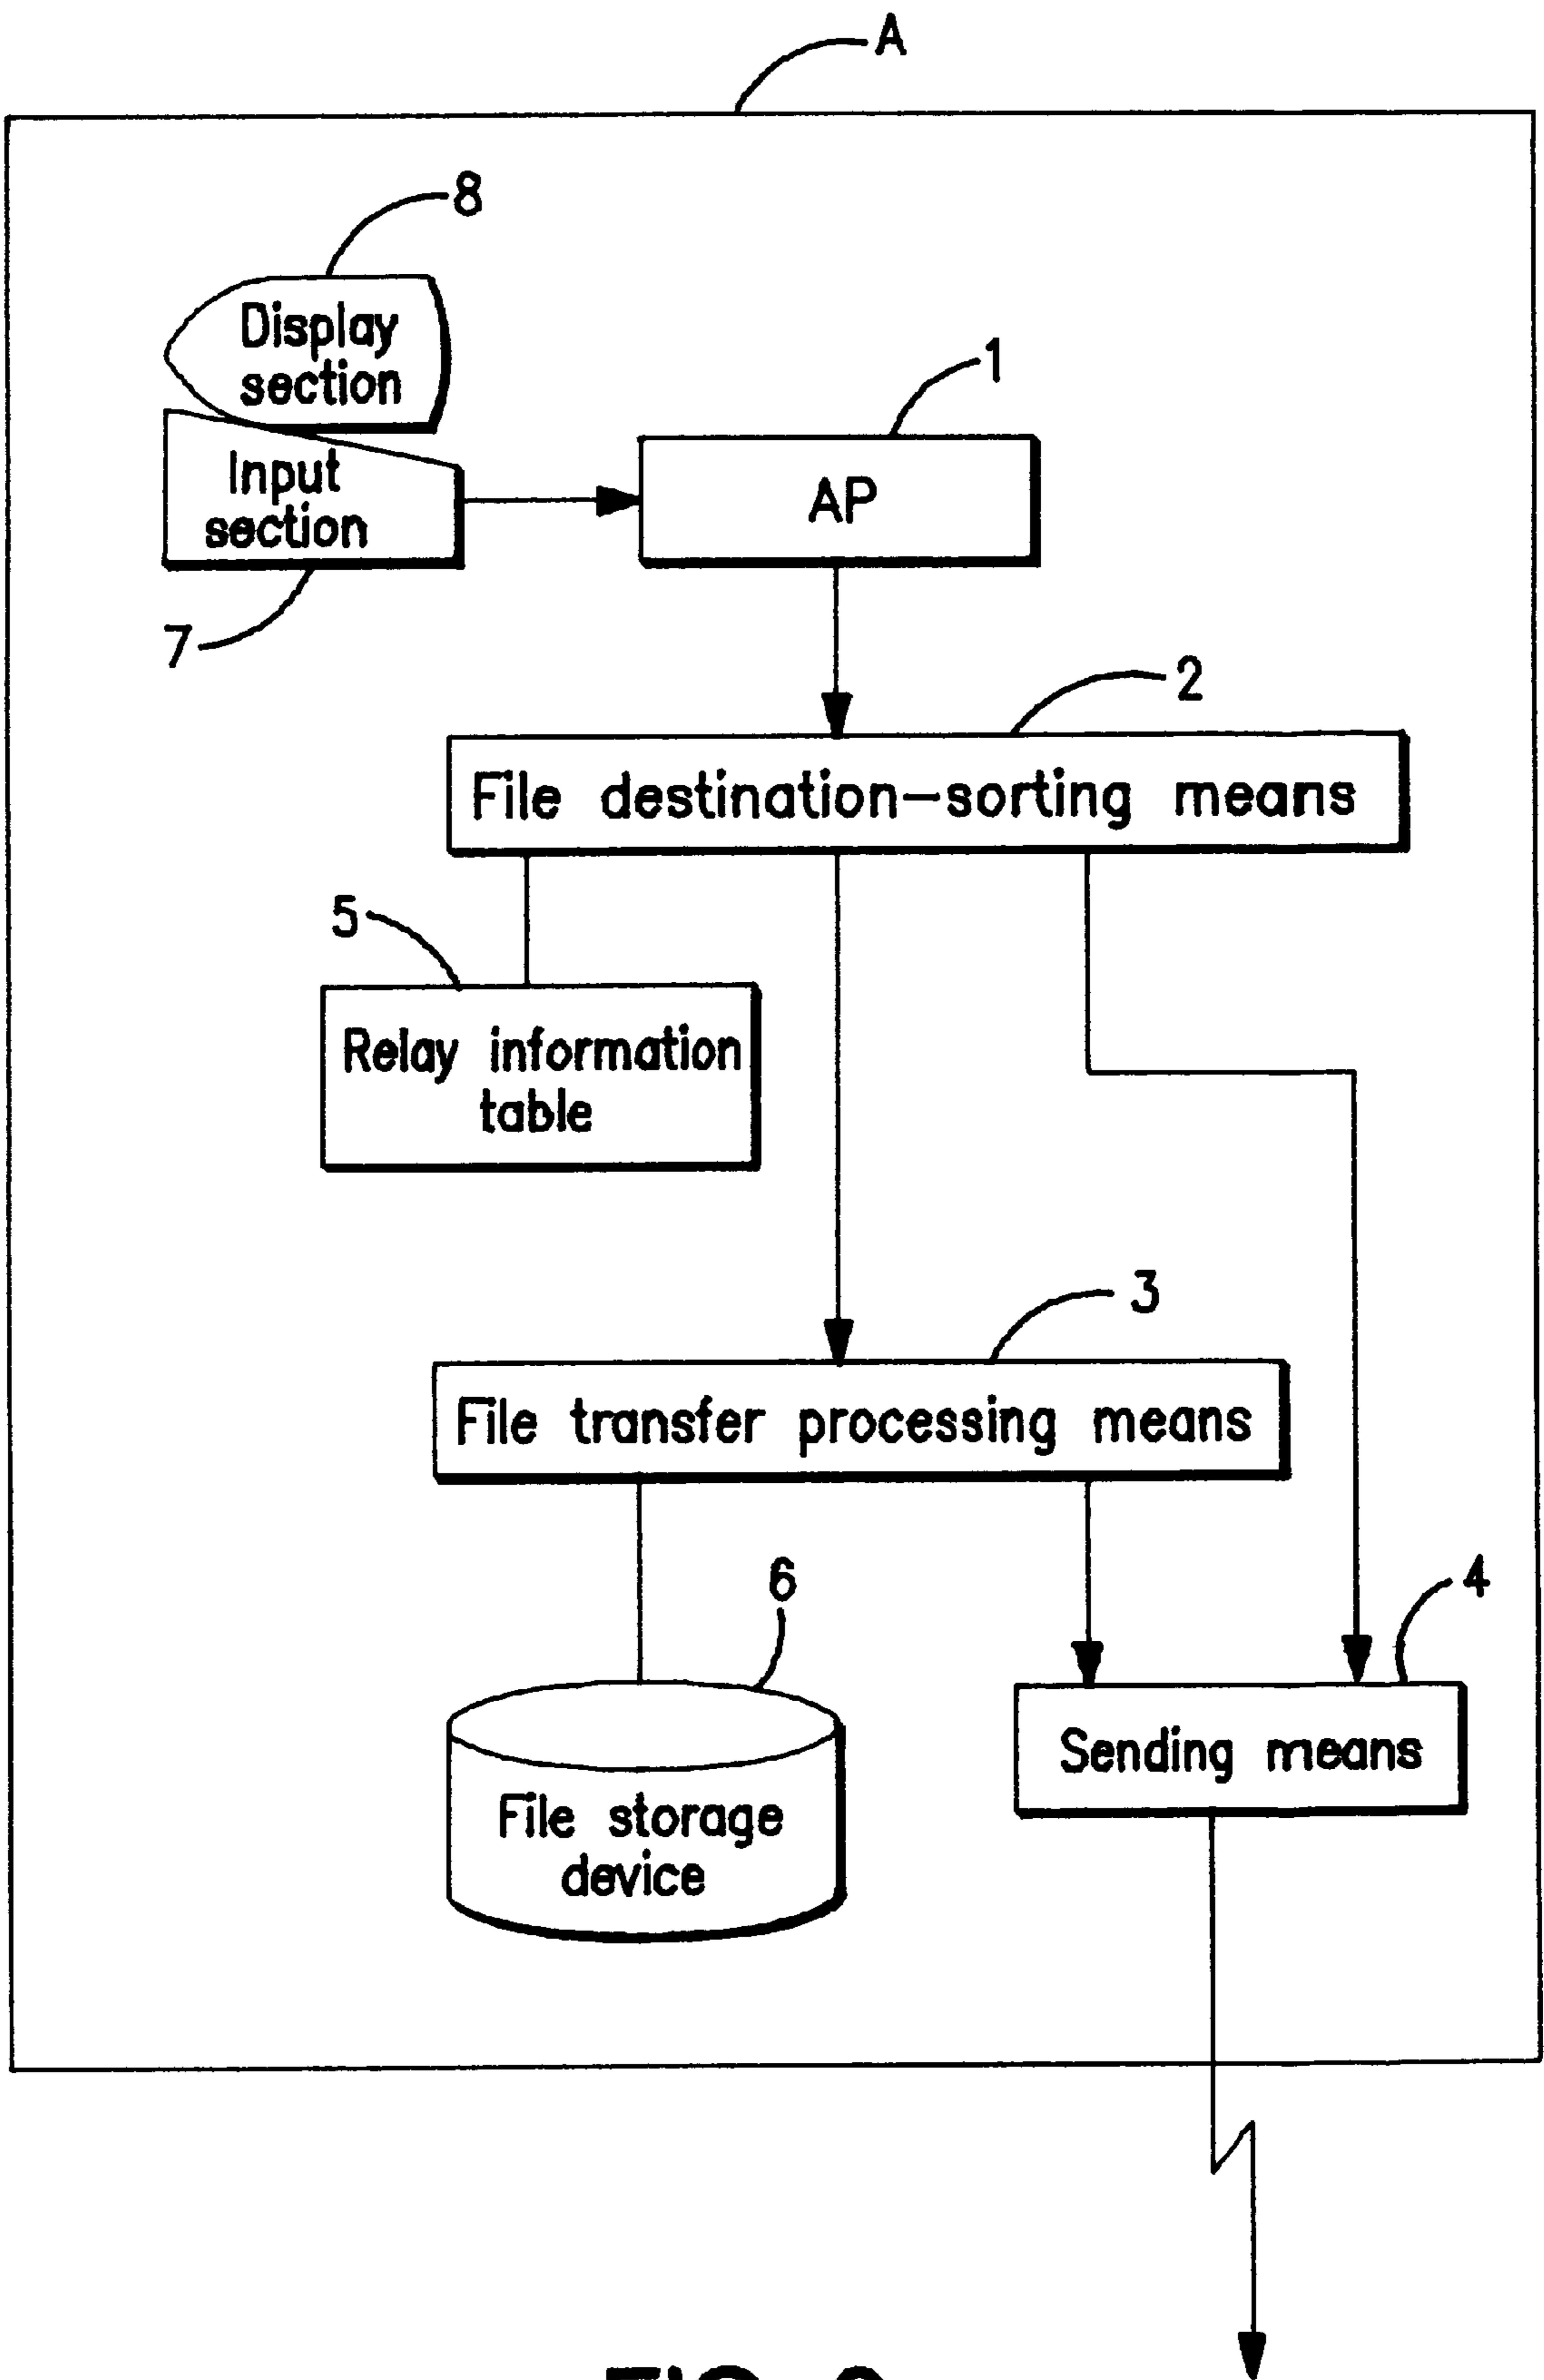 A
8
Display
section
1
Input
section
AP
7
2
File destination-sorting means
5
Relay information
table
3
File transfer processing means
6
4
Sending means
File storage
device